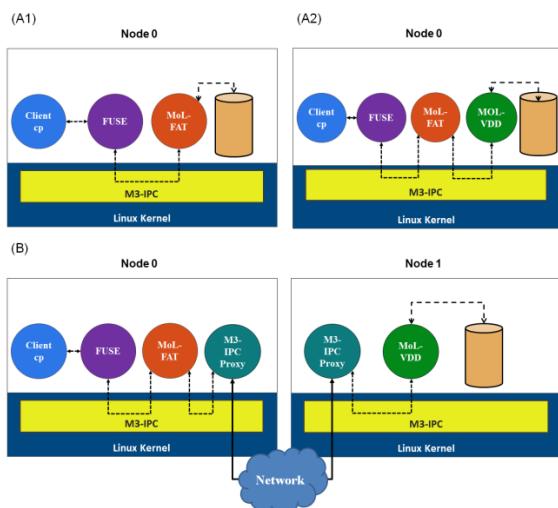 (A1)
Node 0
Client
cp
FUSE
MoL-
FAT
M3-IPC
Linux Kernel
(A2)
Node 0
Client
cp
FUSE
MoL-
FAT
MOL-
VDD
M3-IPC
Linux Kernel
(B)
Node 0
Client
cp
FUSE
MoL-
FAT
M3-
IPC
Proxy
M3-IPC
Linux Kernel
Node 1
M3-
IPC
Proxy
MoL-
VDD
M3-IPC
Linux Kernel
Network